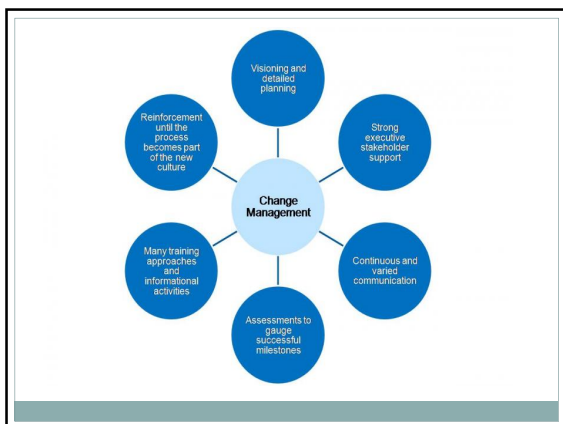 Visioning and
detailed
planning
Strong
executive
stakeholder
support
Continuous and
varied
communication
Assessments to
gauge
successful
milestones
Many training
approaches
and
informational
activities
Reinforcement
until the
process
becomes part
of the new
culture
Change
Management